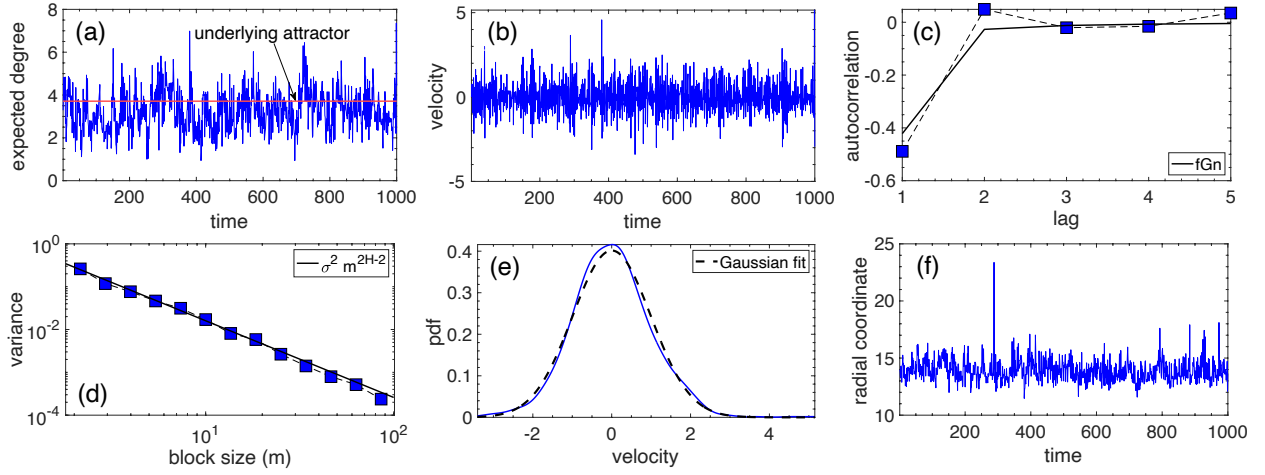 (a)
underlying attractor
expected degree
8
6
4
2
0
200 400 600 800 1000
time
(b)
velocity
5
0
-5
200 400 600 800 1000
time
(c)
autocorrelation
0
-0.2
-0.4
-0.6
1 2 3 4 5
lag
fGn
(d)
variance
10^0
10^-2
10^-4
10^1 10^2
block size (m)
σ^2 m^2H-2
(e)
pdf
0.4
0.3
0.2
0.1
0
-2 0 2 4
velocity
Gaussian fit
(f)
radial coordinate
25
20
15
10
200 400 600 800 1000
time